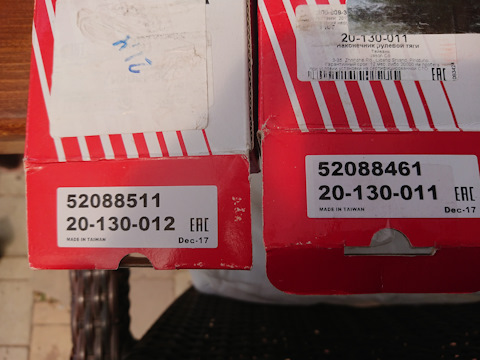 20-130-011
Наконечник рулевой тяги
EAC
52088511
20-130-012
EAC
MADE IN TAIWAN
Dec-17
52088461
20-130-011
EAC
MADE IN TAIWAN
Dec-17